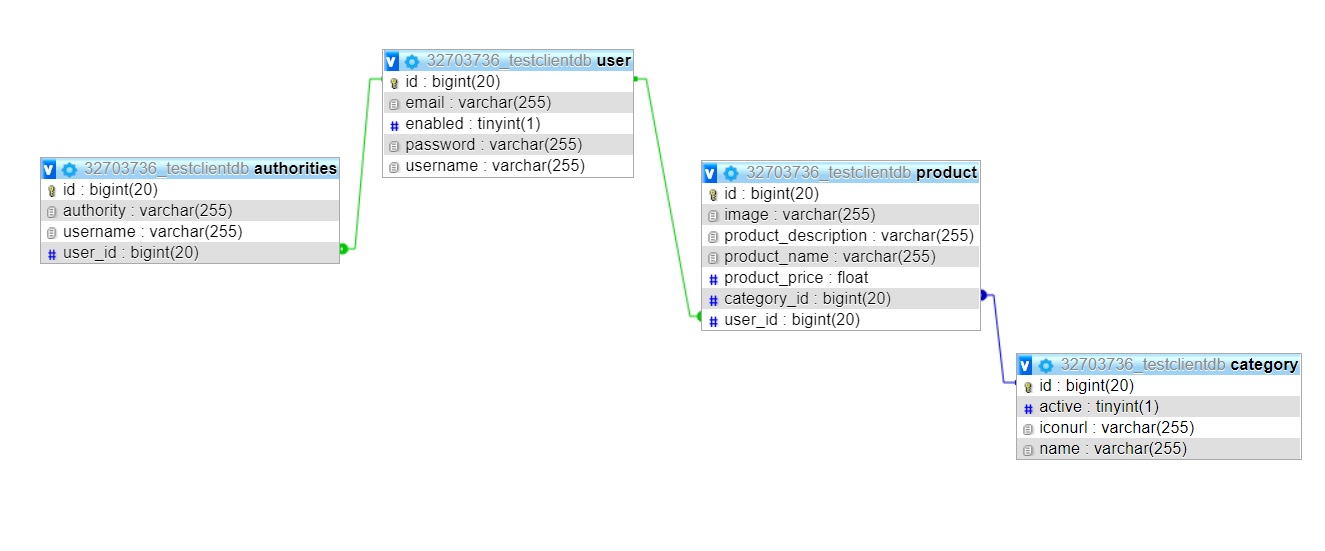 32703736_testclientdb user
id : bigint(20)
email : varchar(255)
enabled : tinyint(1)
password : varchar(255)
username : varchar(255)
32703736_testclientdb authorities
id : bigint(20)
authority : varchar(255)
username : varchar(255)
user_id : bigint(20)
32703736_testclientdb product
id : bigint(20)
image : varchar(255)
product_description : varchar(255)
product_name : varchar(255)
product_price : float
category_id : bigint(20)
user_id : bigint(20)
32703736_testclientdb category
id : bigint(20)
active : tinyint(1)
iconurl : varchar(255)
name : varchar(255)